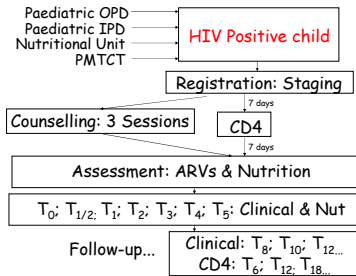 Paediatric OPD
Paediatric IPD
Nutritional Unit
PMTCT
HIV Positive child
Registration: Staging
7 days
Counselling: 3 Sessions
CD4
7 days
Assessment: ARVs & Nutrition
T0; T1/2; T1; T2; T3; T4; T5: Clinical & Nut
Follow-up...
Clinical: T8; T10; T12...
CD4: T6; T12; T18...